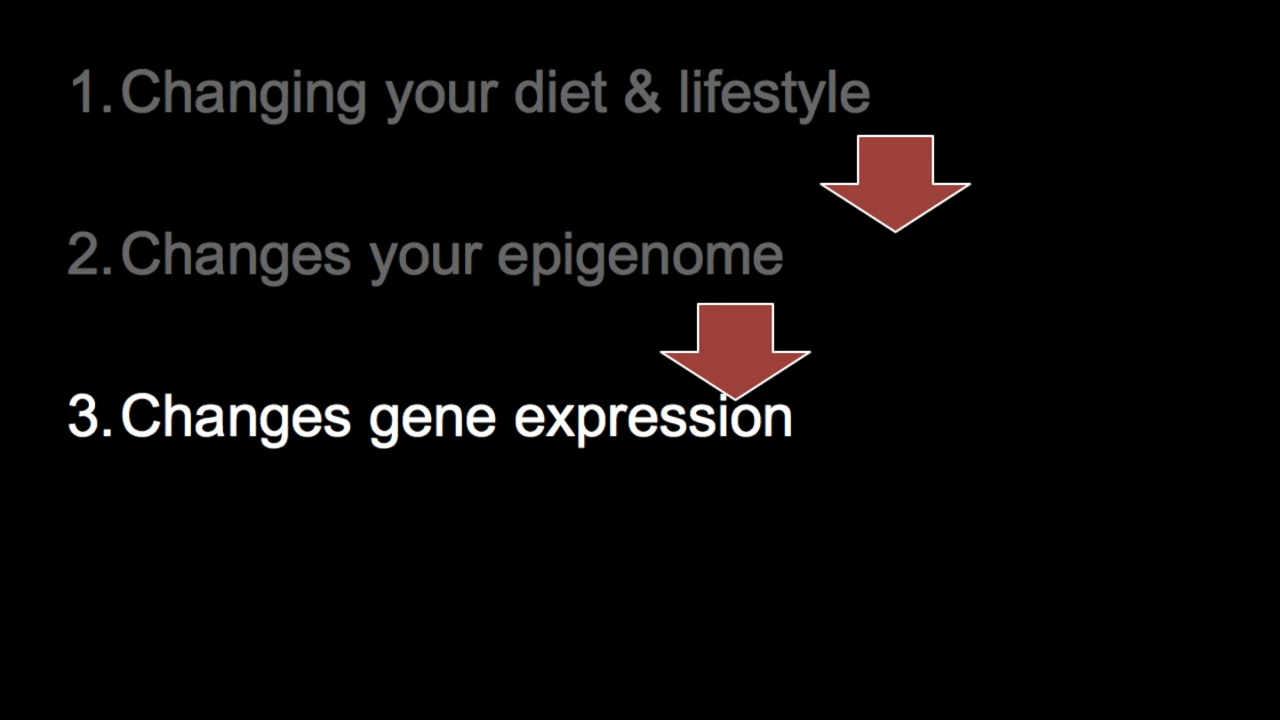 1. Changing your diet & lifestyle
2. Changes your epigenome
3. Changes gene expression